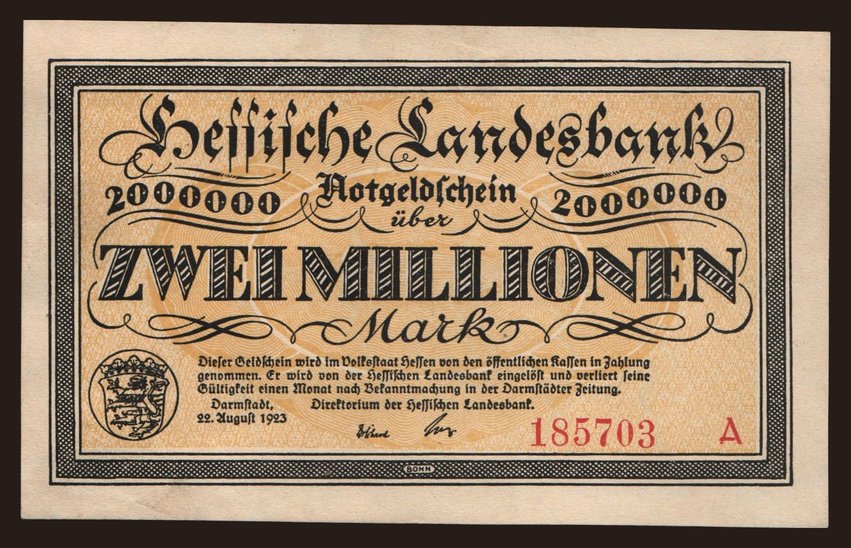 Hessische Landesbank
2000000 Notgeldschein 2000000
über
ZWEI MILLIONEN
Mark
Dieser Geldschein wird im Volksstaat Hessen von den öffentlichen Kassen in Zahlung
genommen. Er wird von der Hessischen Landesbank eingelöst und verliert seine
Gültigkeit einen Monat nach Bekanntmachung in der Darmstädter Zeitung.
Darmstadt, Direktorium der Hessischen Landesbank.
22. August 1923
185703 A
BOHN